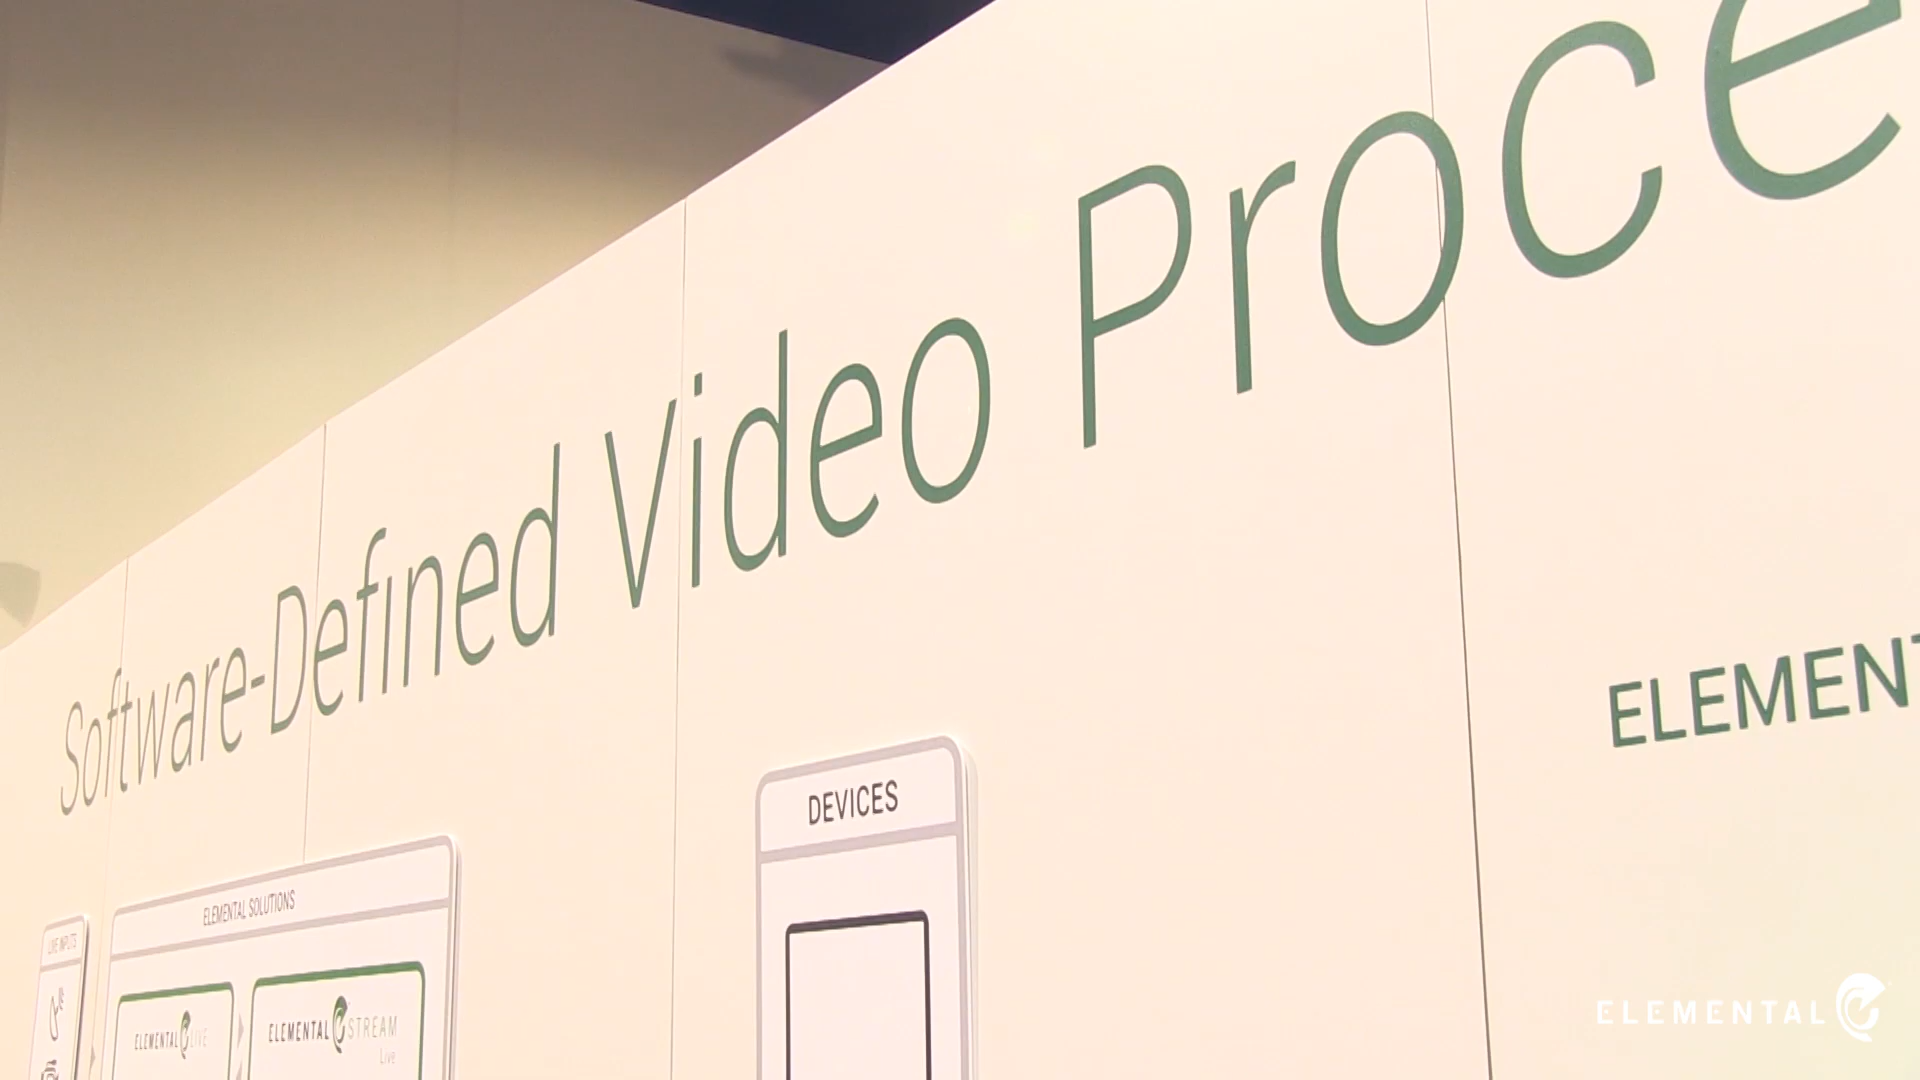 Software-Defined Video Proce
ELEMENT
DEVICES
ELEMENTAL SOLUTIONS
LIVE INPUTS
ELEMENTAL LIVE
ELEMENTAL STREAM
Live
ELEMENTAL